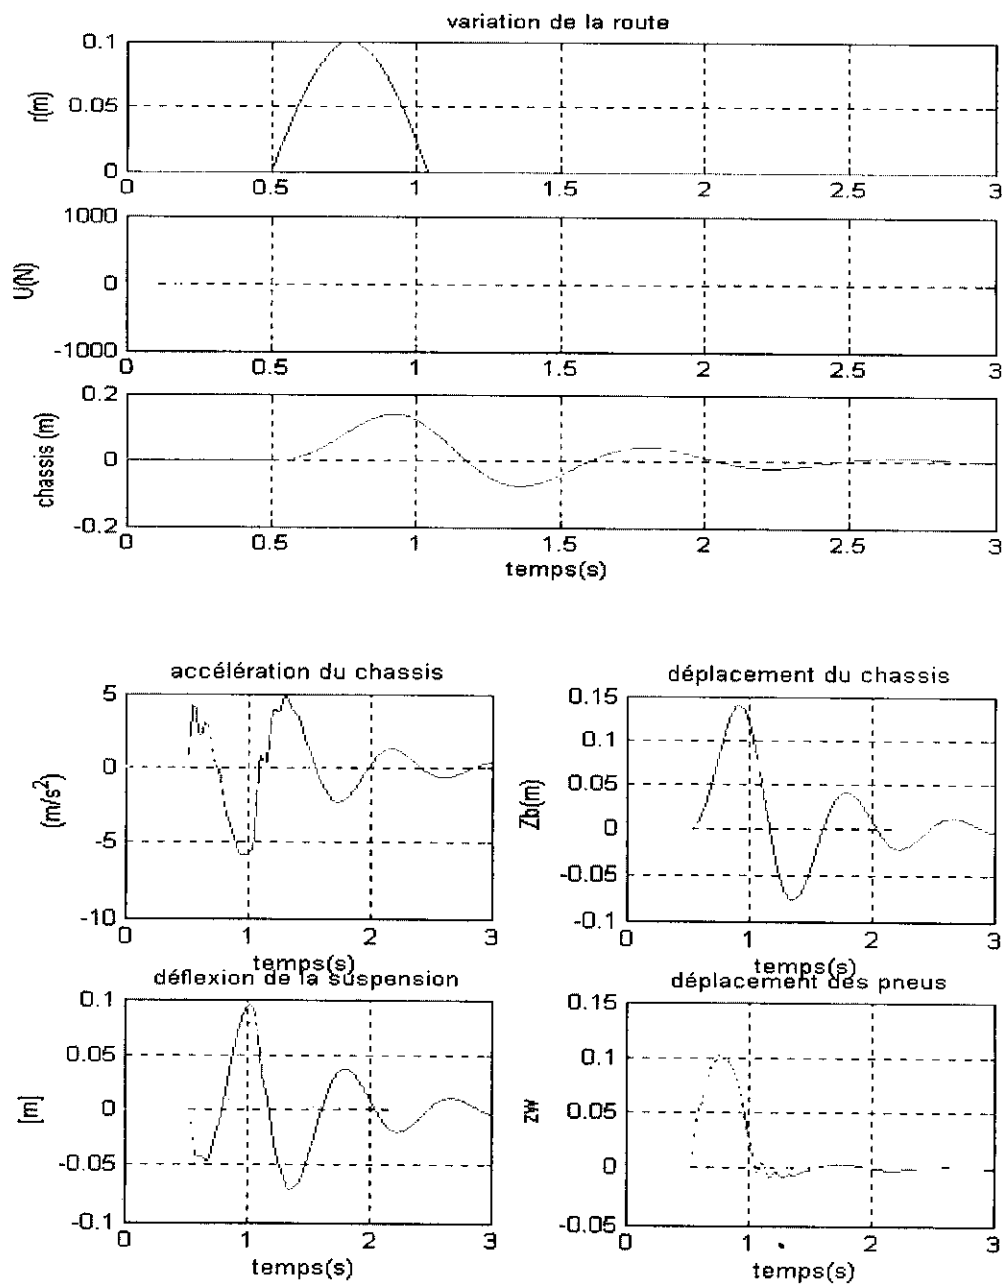 variation de la route
0.1
r(m)
0.05
0
0 0.5 1 1.5 2 2.5 3
1000
U(N)
0
-1000
0 0.5 1 1.5 2 2.5 3
0.2
chassis (m)
0
-0.2
0 0.5 1 1.5 2 2.5 3
temps(s)
accélération du chassis
5
0
(m/s²)
-5
-10
0 1 2 3
temps(s)
déplacement du chassis
0.15
0.1
0.05
Zb(m)
0
-0.05
-0.1
0 1 2 3
temps(s)
déflexion de la suspension
0.1
0.05
0
[m]
-0.05
-0.1
0 1 2 3
temps(s)
déplacement des pneus
0.15
0.1
0.05
zw
0
-0.05
0 1 2 3
temps(s)